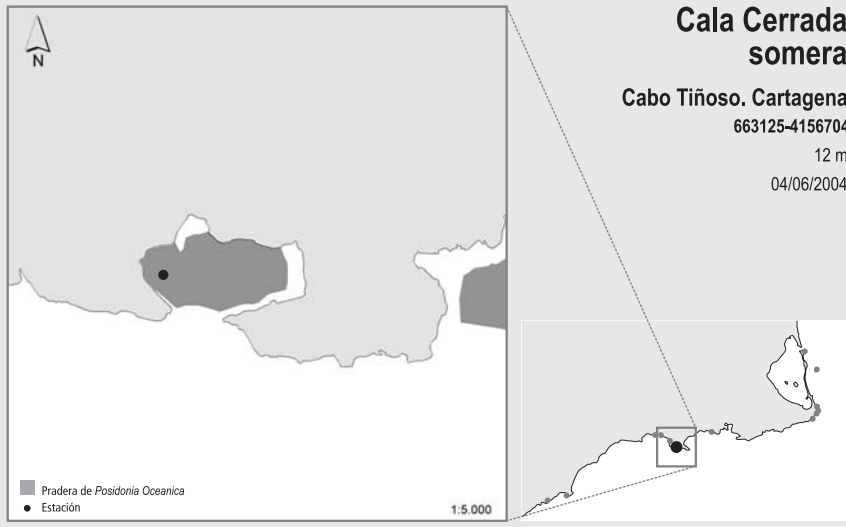 Cala Cerrada
somera
Cabo Tiñoso. Cartagena
663125-4156704
12 m
04/06/2004
N
Pradera de Posidonia Oceanica
Estación
1:5.000